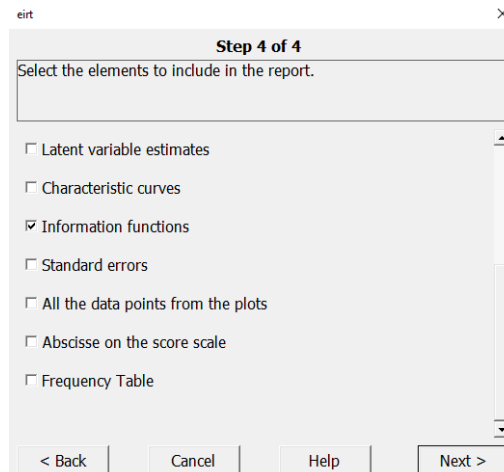 eirt
Step 4 of 4
Select the elements to include in the report.
Latent variable estimates
Characteristic curves
Information functions
Standard errors
All the data points from the plots
Abscisse on the score scale
Frequency Table
< Back Cancel Help Next >